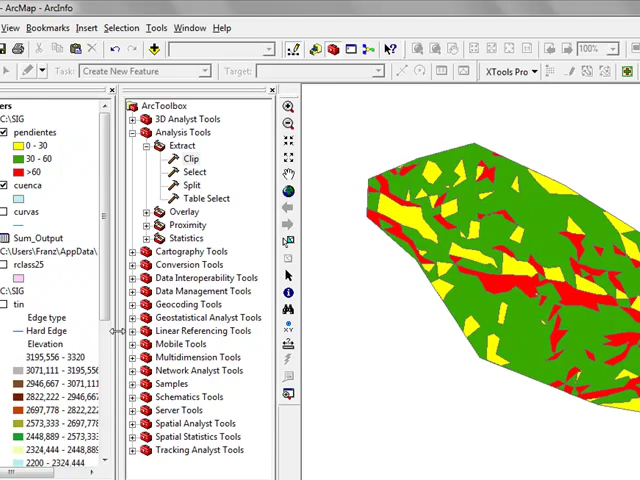 - ArcMap - ArcInfo
View Bookmarks Insert Selection Tools Window Help
100%
Task: Create New Feature Target: XTools Pro
ers
C:\SIG
pendientes
0 - 30
30 - 60
>60
cuenca
curvas
Sum_Output
C:\Users\Franz\AppData\
rclass25
C:\SIG
tin
Edge type
Hard Edge
Elevation
3195,556 - 3320
3071,111 - 3195,556
2946,667 - 3071,111
2822,222 - 2946,667
2697,778 - 2822,222
2573,333 - 2697,778
2448,889 - 2573,333
2324,444 - 2448,889
2200 - 2324,444
ArcToolbox
3D Analyst Tools
Analysis Tools
Extract
Clip
Select
Split
Table Select
Overlay
Proximity
Statistics
Cartography Tools
Conversion Tools
Data Interoperability Tools
Data Management Tools
Geocoding Tools
Geostatistical Analyst Tools
Linear Referencing Tools
Mobile Tools
Multidimension Tools
Network Analyst Tools
Samples
Schematics Tools
Server Tools
Spatial Analyst Tools
Spatial Statistics Tools
Tracking Analyst Tools